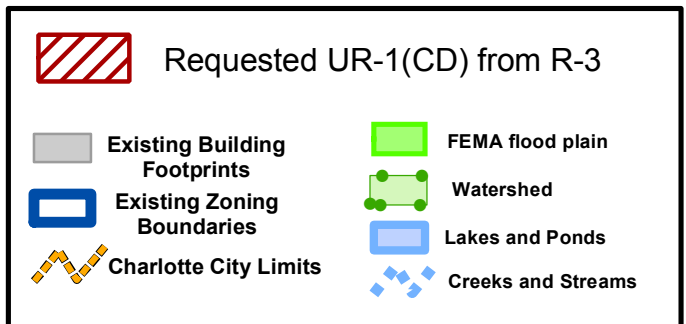 Requested UR-1(CD) from R-3
Existing Building
Footprints
Existing Zoning
Boundaries
Charlotte City Limits
FEMA flood plain
Watershed
Lakes and Ponds
Creeks and Streams